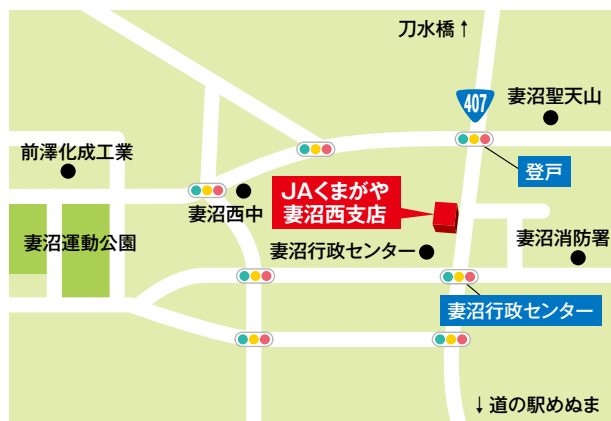 刀水橋↑
407
妻沼聖天山
登戸
前澤化成工業
JAくまがや
妻沼西支店
妻沼西中
妻沼運動公園
妻沼行政センター
妻沼消防署
妻沼行政センター
↓道の駅めぬま